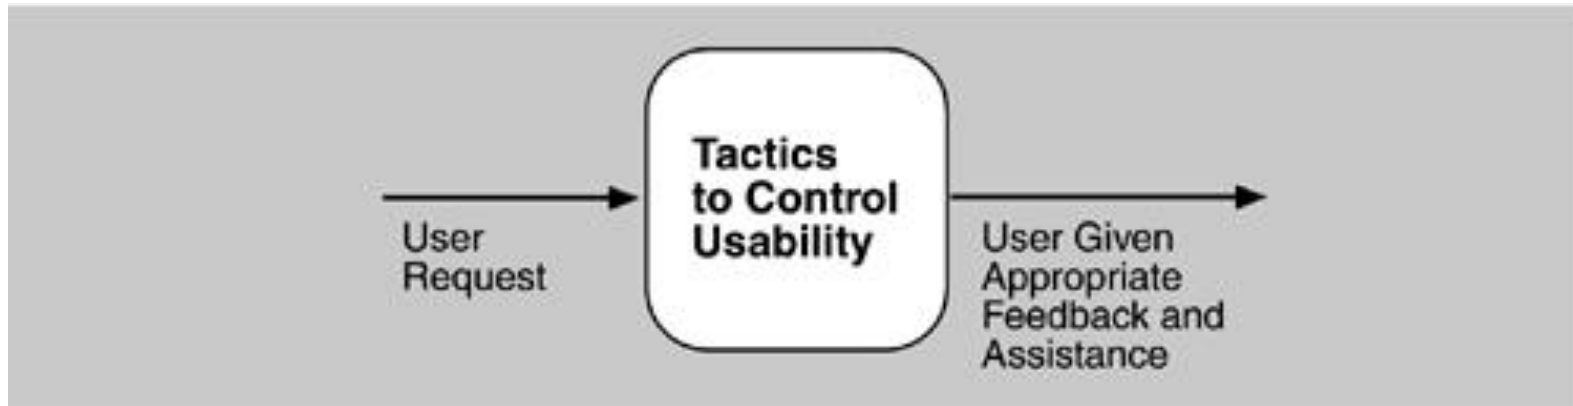 User
Request
Tactics
to Control
Usability
User Given
Appropriate
Feedback and
Assistance